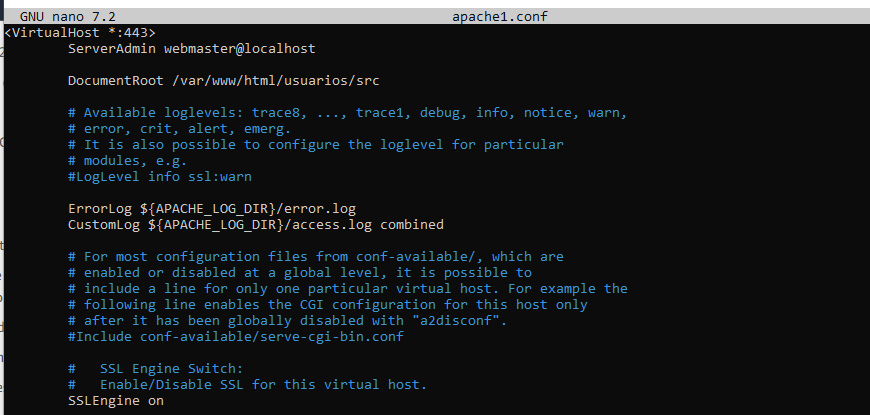 GNU nano 7.2 apache1.conf
<VirtualHost *:443>
ServerAdmin webmaster@localhost
DocumentRoot /var/www/html/usuarios/src
# Available loglevels: trace8, ..., trace1, debug, info, notice, warn,
# error, crit, alert, emerg.
# It is also possible to configure the loglevel for particular
# modules, e.g.
#LogLevel info ssl:warn
ErrorLog ${APACHE_LOG_DIR}/error.log
CustomLog ${APACHE_LOG_DIR}/access.log combined
# For most configuration files from conf-available/, which are
# enabled or disabled at a global level, it is possible to
# include a line for only one particular virtual host. For example the
# following line enables the CGI configuration for this host only
# after it has been globally disabled with "a2disconf".
#Include conf-available/serve-cgi-bin.conf
#   SSL Engine Switch:
#   Enable/Disable SSL for this virtual host.
SSLEngine on